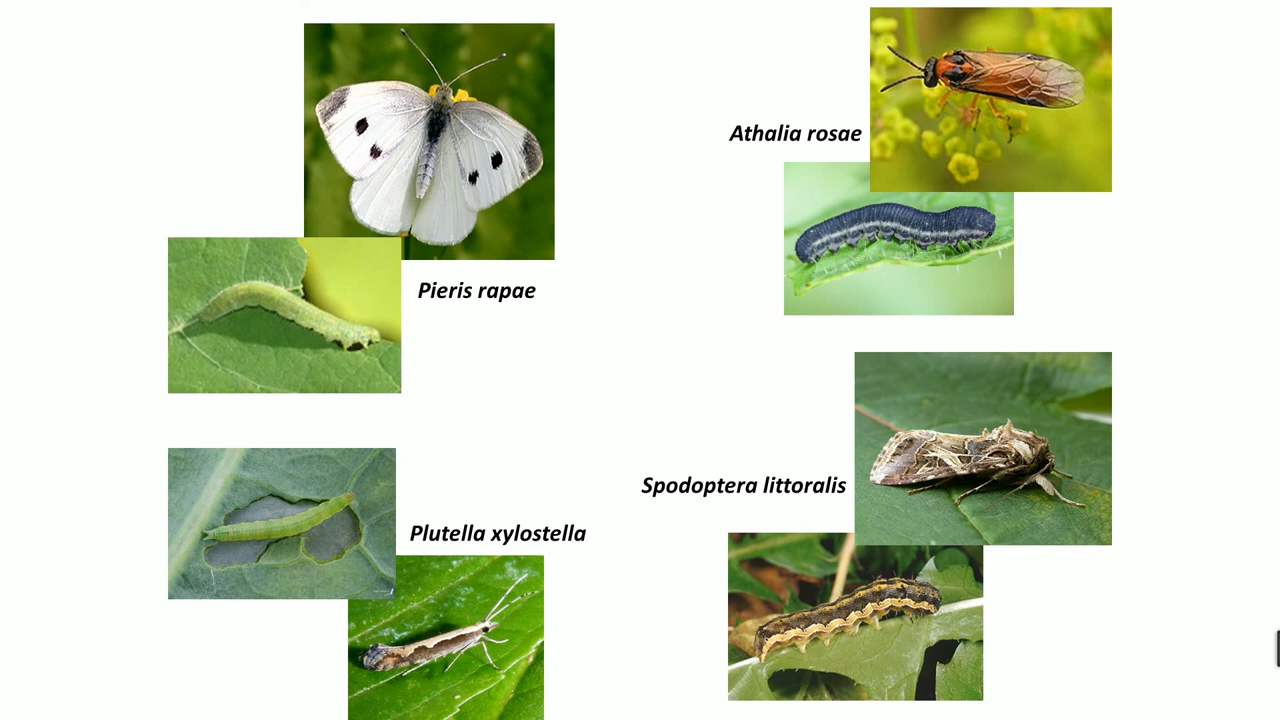 Athalia rosae
Pieris rapae
Spodoptera littoralis
Plutella xylostella